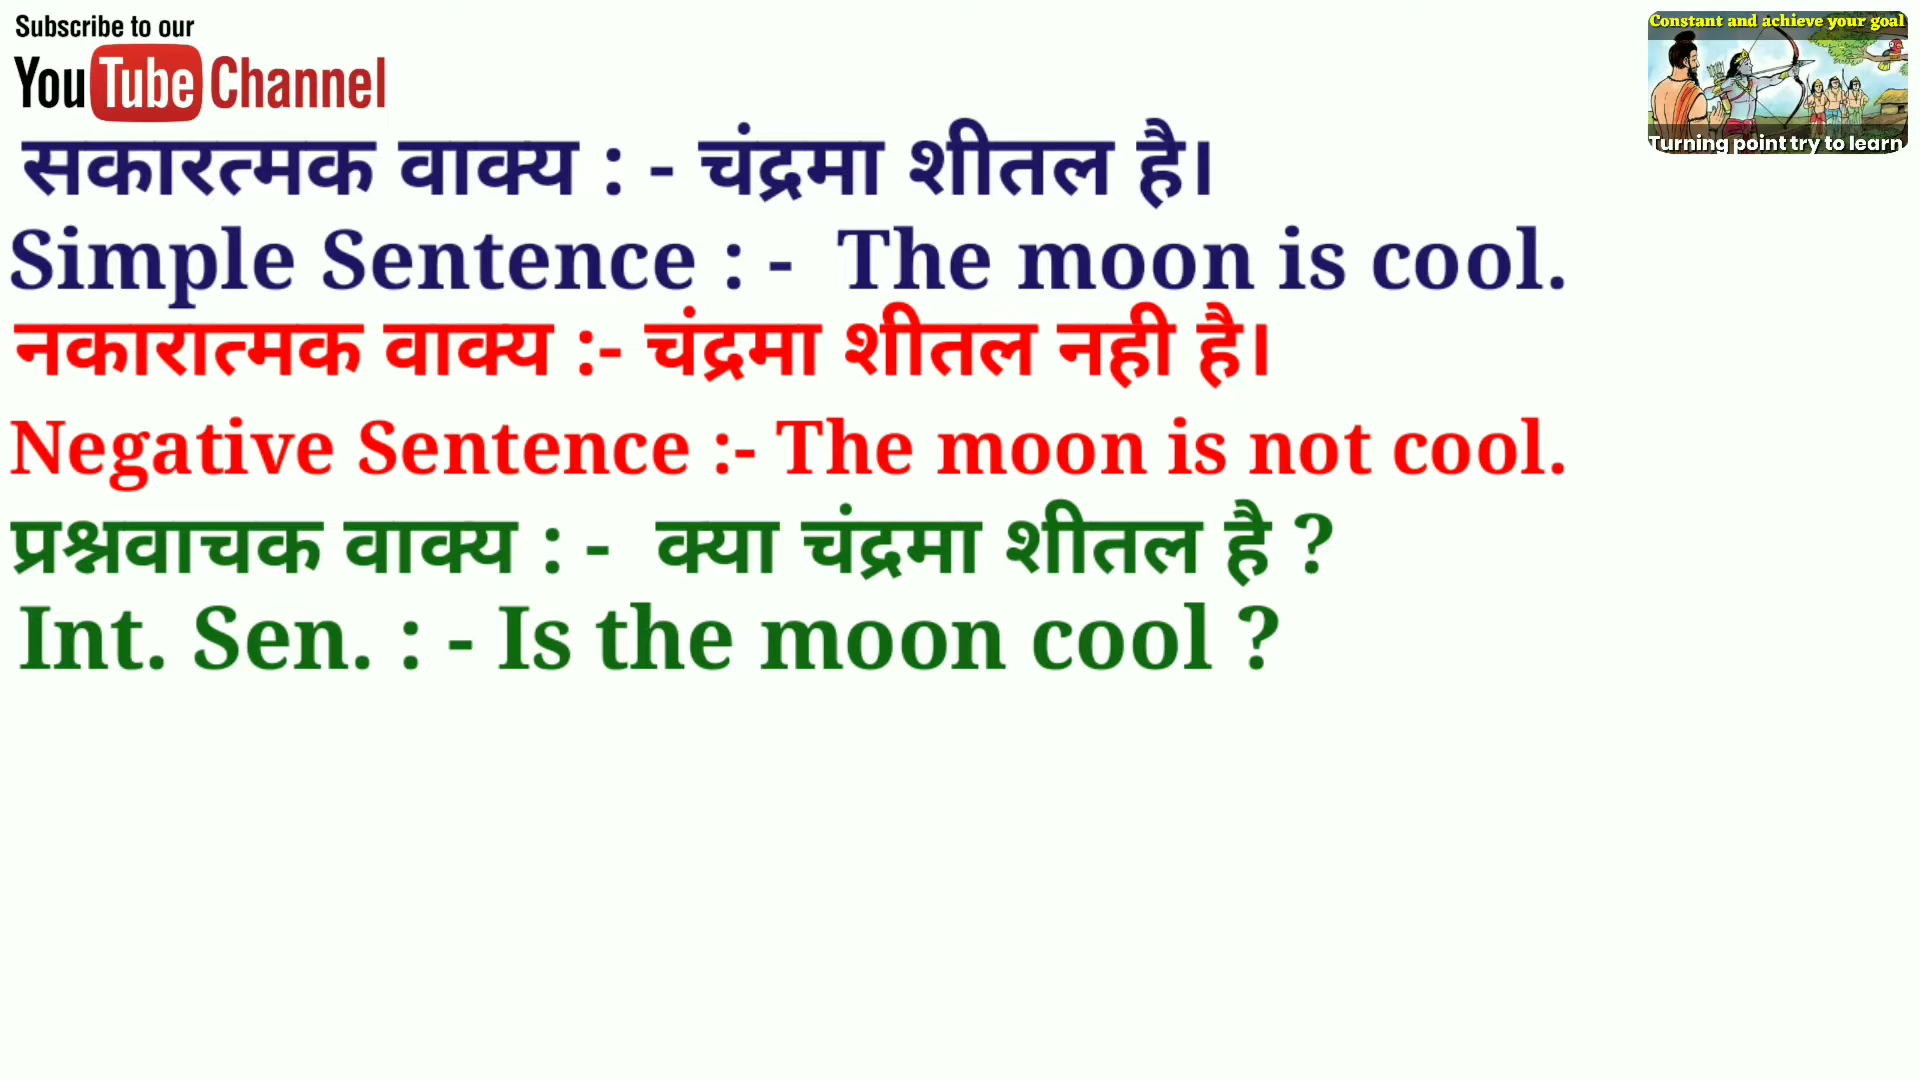 Subscribe to our
YouTube Channel
Constant and achieve your goal
Turning point try to learn
सकारत्मक वाक्य : - चंद्रमा शीतल है।
Simple Sentence : - The moon is cool.
नकारात्मक वाक्य :- चंद्रमा शीतल नही है।
Negative Sentence :- The moon is not cool.
प्रश्नवाचक वाक्य : - क्या चंद्रमा शीतल है ?
Int. Sen. : - Is the moon cool ?